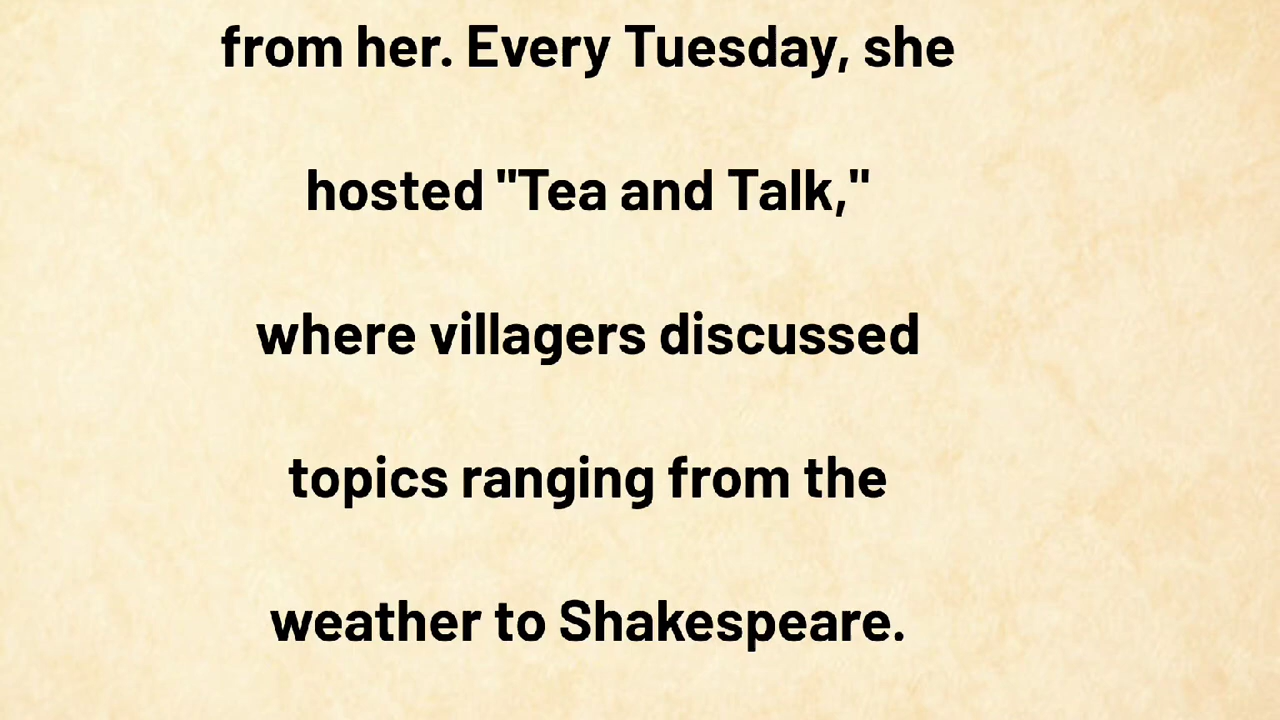 from her. Every Tuesday, she
hosted "Tea and Talk,"
where villagers discussed
topics ranging from the
weather to Shakespeare.